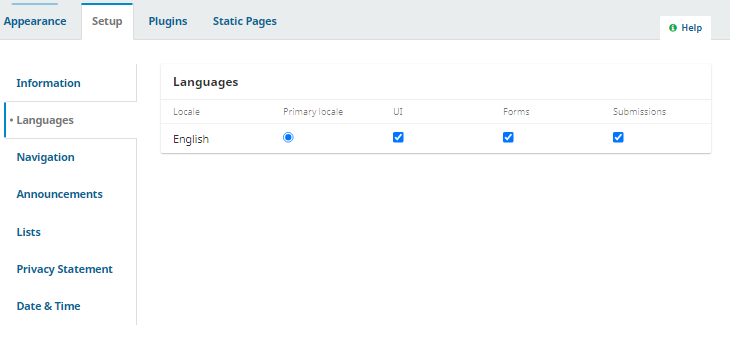 Appearance Setup Plugins Static Pages
Help
Information
Languages
Navigation
Announcements
Lists
Privacy Statement
Date & Time
Languages
Locale Primary locale UI Forms Submissions
English